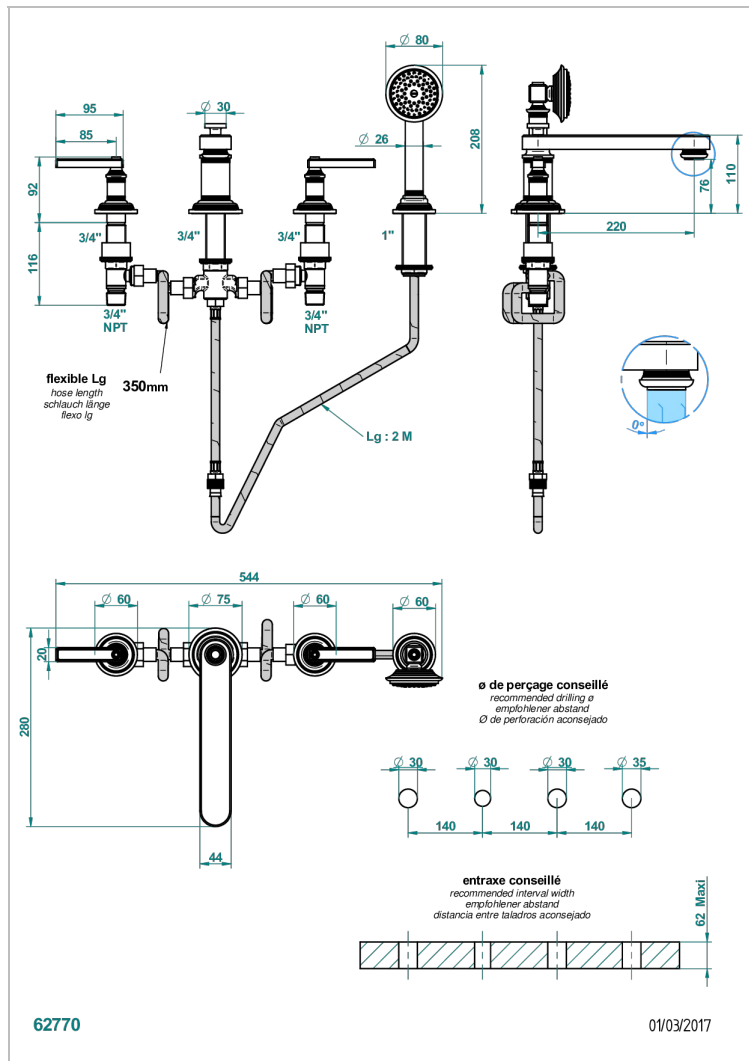 Ø 80
95
Ø 30
85
Ø 26
208
92
76
110
220
3/4"
3/4"
3/4"
1"
116
3/4"
NPT
3/4"
NPT
flexible Lg
hose length
schlauch länge
flexo lg
350mm
Lg : 2 M
0°
544
Ø 60
Ø 75
Ø 60
Ø 60
20
280
44
ø de perçage conseillé
recommended drilling ø
empfohlener abstand
Ø de perforación aconsejado
Ø 30
Ø 30
Ø 30
Ø 35
140
140
140
entraxe conseillé
recommended interval width
empfohlener abstand
distancia entre taladros aconsejado
62 Maxi
62770
01/03/2017